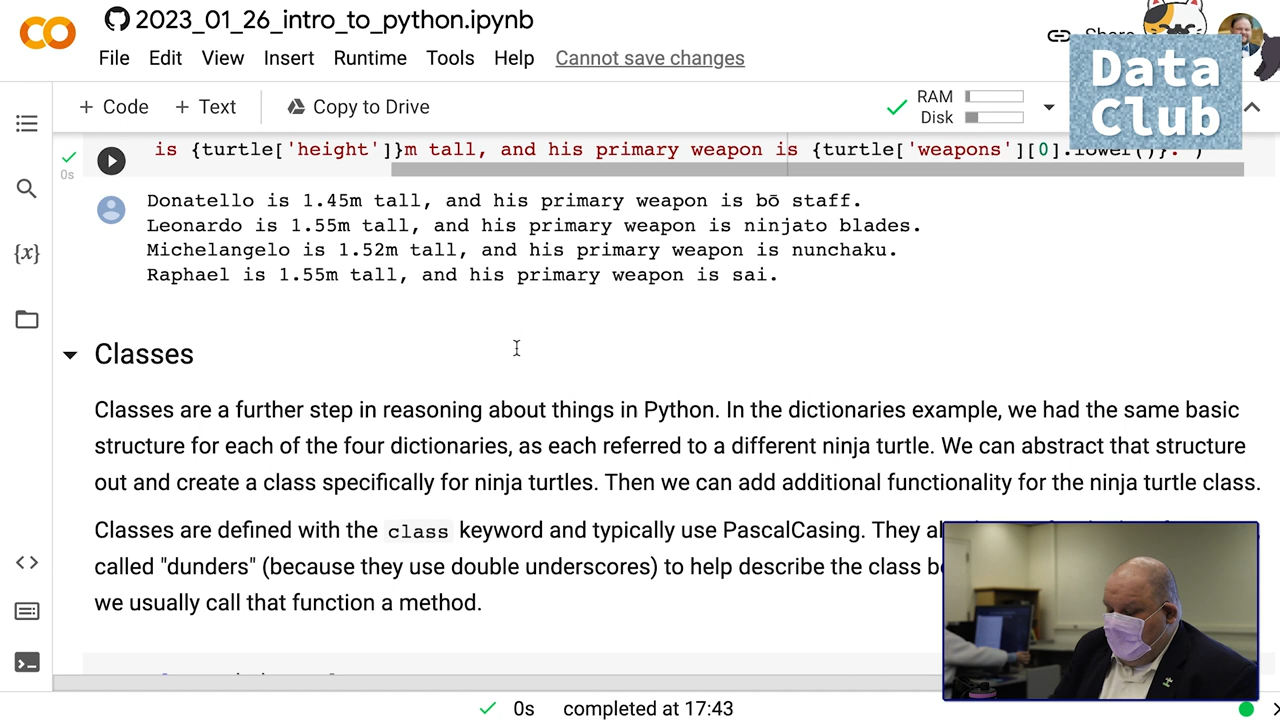 2023_01_26_intro_to_python.ipynb
File Edit View Insert Runtime Tools Help Cannot save changes
Share
Data
Club
+ Code + Text Copy to Drive
RAM
Disk
is {turtle['height']}m tall, and his primary weapon is {turtle['weapons'][0].lower()}.")
0s
Donatello is 1.45m tall, and his primary weapon is bō staff.
Leonardo is 1.55m tall, and his primary weapon is ninjato blades.
Michelangelo is 1.52m tall, and his primary weapon is nunchaku.
Raphael is 1.55m tall, and his primary weapon is sai.
{x}
Classes
Classes are a further step in reasoning about things in Python. In the dictionaries example, we had the same basic
structure for each of the four dictionaries, as each referred to a different ninja turtle. We can abstract that structure
out and create a class specifically for ninja turtles. Then we can add additional functionality for the ninja turtle class.
Classes are defined with the class keyword and typically use PascalCasing. They
called "dunders" (because they use double underscores) to help describe the class
we usually call that function a method.
0s completed at 17:43